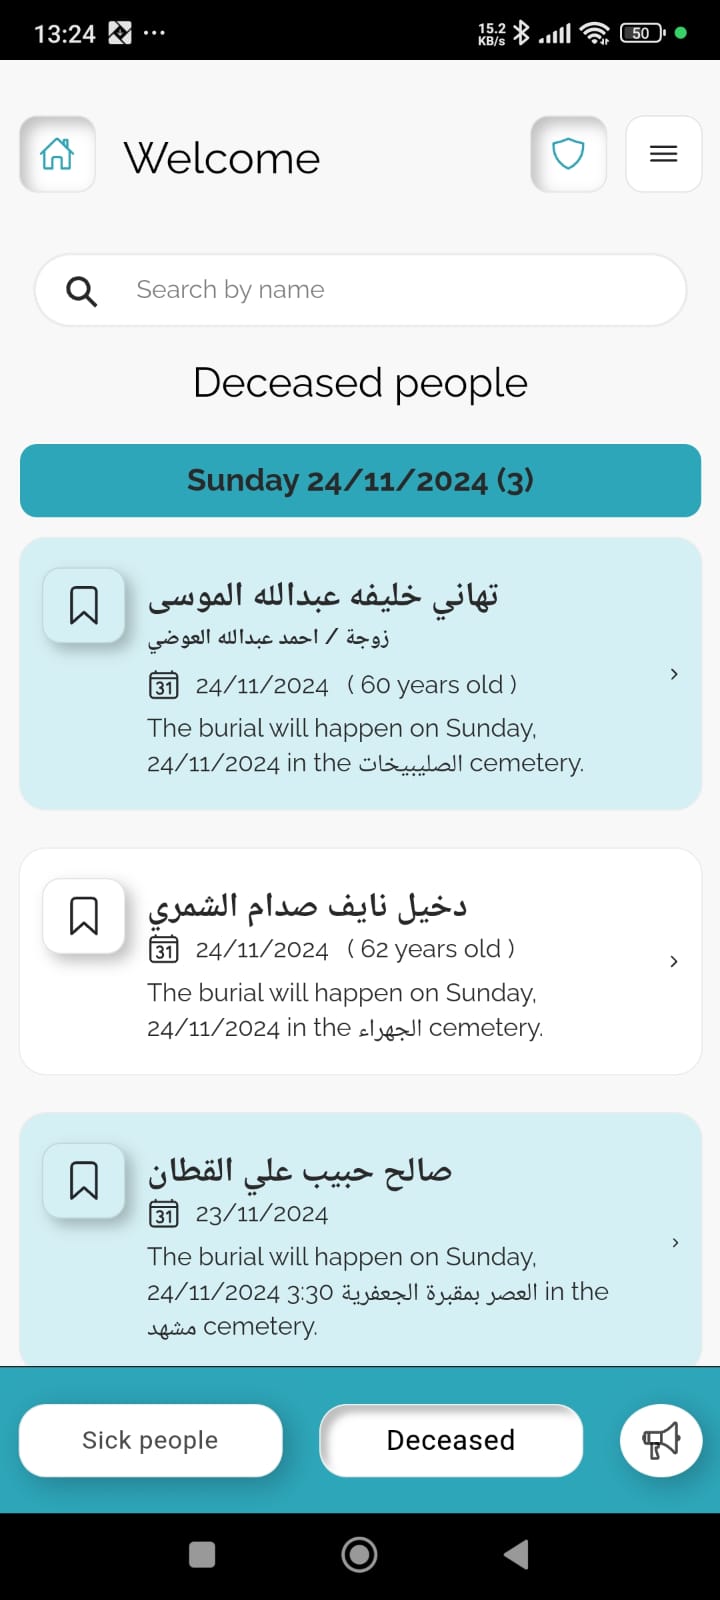 13:24
15.2
KB/s
50
Welcome
Search by name
Deceased people
Sunday 24/11/2024 (3)
تهاني خليفه عبدالله الموسى
زوجة / احمد عبدالله العوضي
31 24/11/2024 ( 60 years old )
The burial will happen on Sunday,
24/11/2024 in the الصليبيخات cemetery.
دخيل نايف صدام الشمري
31 24/11/2024 ( 62 years old )
The burial will happen on Sunday,
24/11/2024 in the الجهراء cemetery.
صالح حبيب علي القطان
31 23/11/2024
The burial will happen on Sunday,
24/11/2024 3:30 العصر بمقبرة الجعفرية in the
مشهد cemetery.
Sick people
Deceased